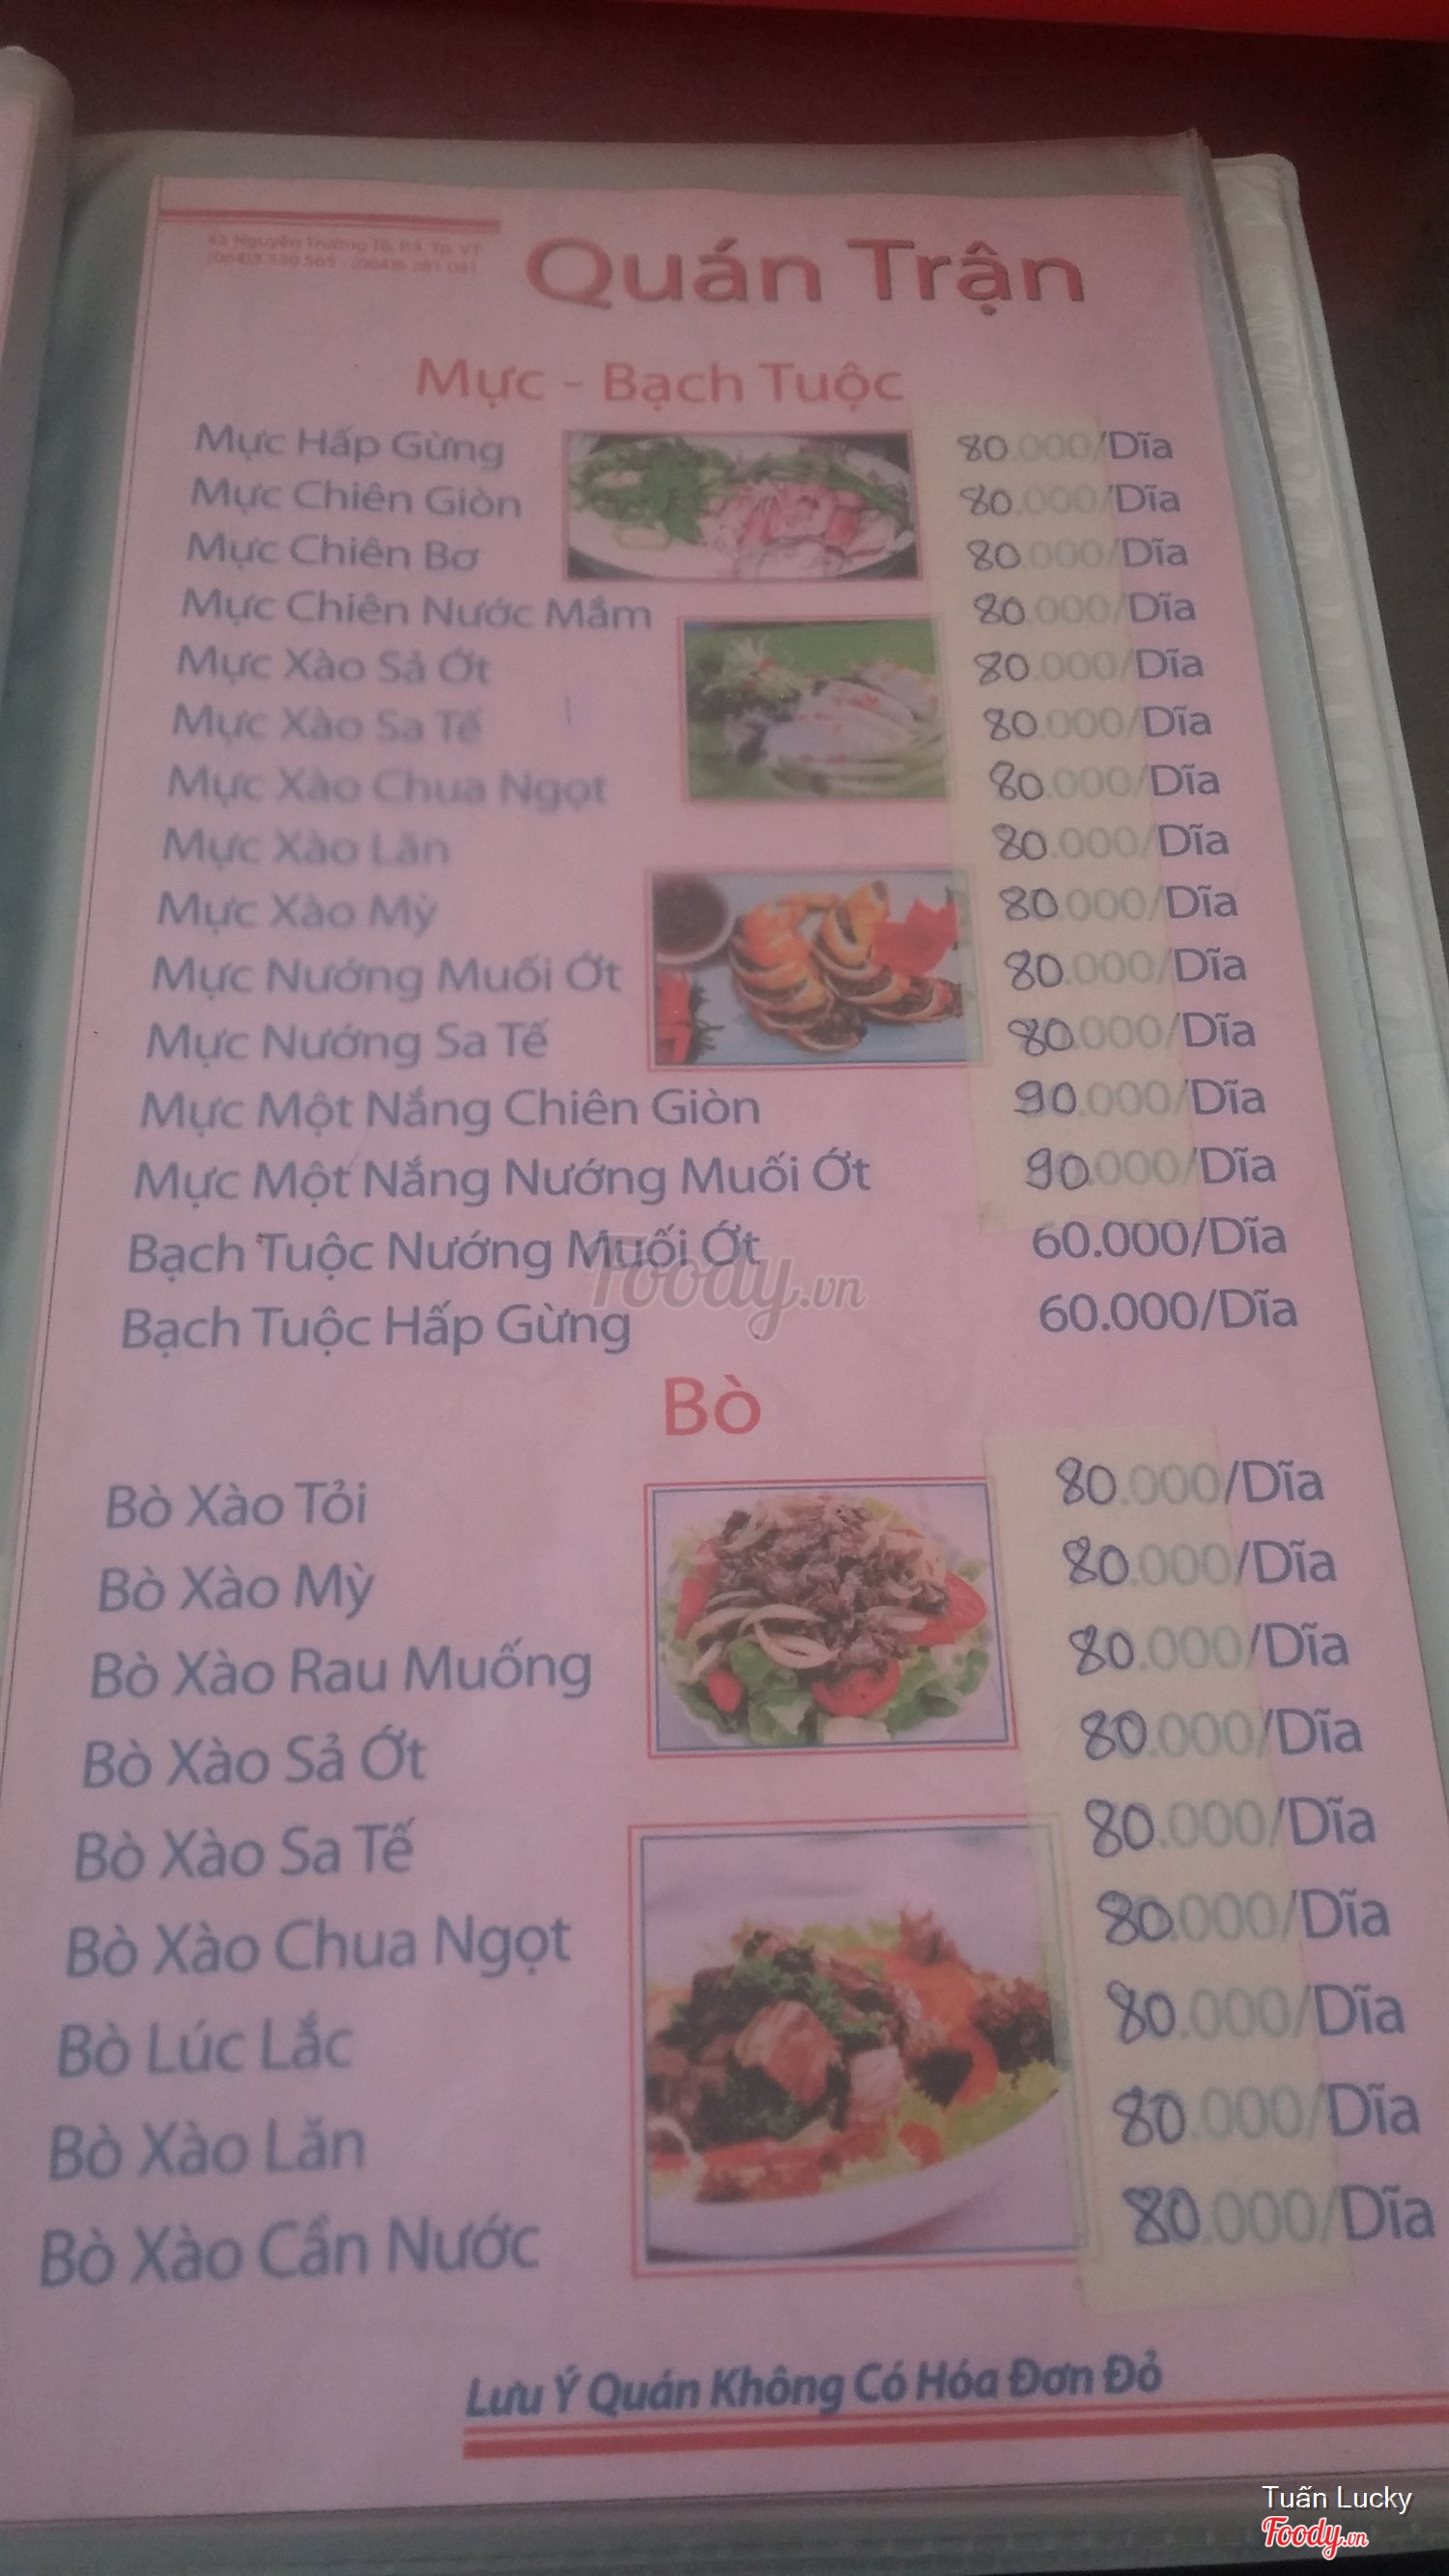 43 Nguyễn Trường Tộ, P.4, Tp. VT
Quán Trận
Mực - Bạch Tuộc
Mực Hấp Gừng 80.000/Dĩa
Mực Chiên Giòn 80.000/Dĩa
Mực Chiên Bơ 80.000/Dĩa
Mực Chiên Nước Mắm 80.000/Dĩa
Mực Xào Sả Ớt 80.000/Dĩa
Mực Xào Sa Tế 80.000/Dĩa
Mực Xào Chua Ngọt 80.000/Dĩa
Mực Xào Lăn 80.000/Dĩa
Mực Xào Mỳ 80.000/Dĩa
Mực Nướng Muối Ớt 80.000/Dĩa
Mực Nướng Sa Tế 80.000/Dĩa
Mực Một Nắng Chiên Giòn 90.000/Dĩa
Mực Một Nắng Nướng Muối Ớt 90.000/Dĩa
Bạch Tuộc Nướng Muối Ớt 60.000/Dĩa
Foody.vn
Bạch Tuộc Hấp Gừng 60.000/Dĩa
Bò
Bò Xào Tỏi 80.000/Dĩa
Bò Xào Mỳ 80.000/Dĩa
Bò Xào Rau Muống 80.000/Dĩa
Bò Xào Sả Ớt 80.000/Dĩa
Bò Xào Sa Tế 80.000/Dĩa
Bò Xào Chua Ngọt 80.000/Dĩa
Bò Lúc Lắc 80.000/Dĩa
Bò Xào Lăn 80.000/Dĩa
Bò Xào Cần Nước 80.000/Dĩa
Lưu Ý Quán Không Có Hóa Đơn Đỏ
Tuấn Lucky
Foody.vn